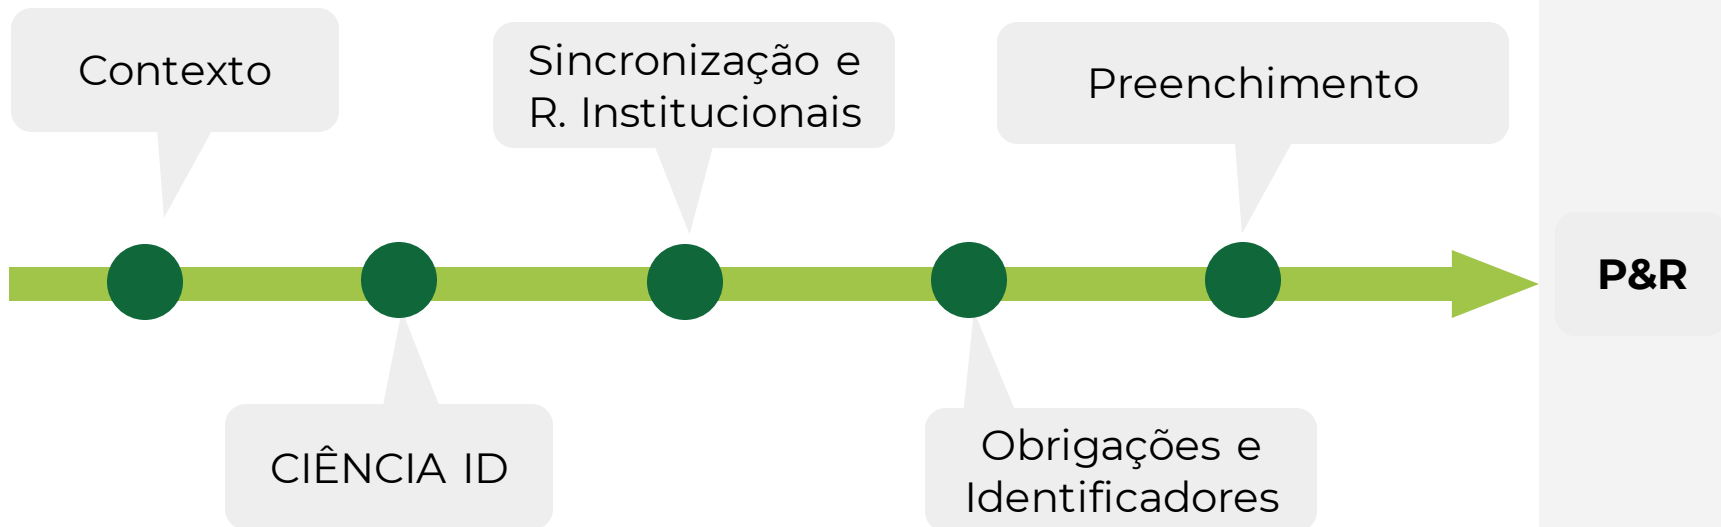 Contexto
Sincronização e
R. Institucionais
Preenchimento
P&R
CIÊNCIA ID
Obrigações e
Identificadores